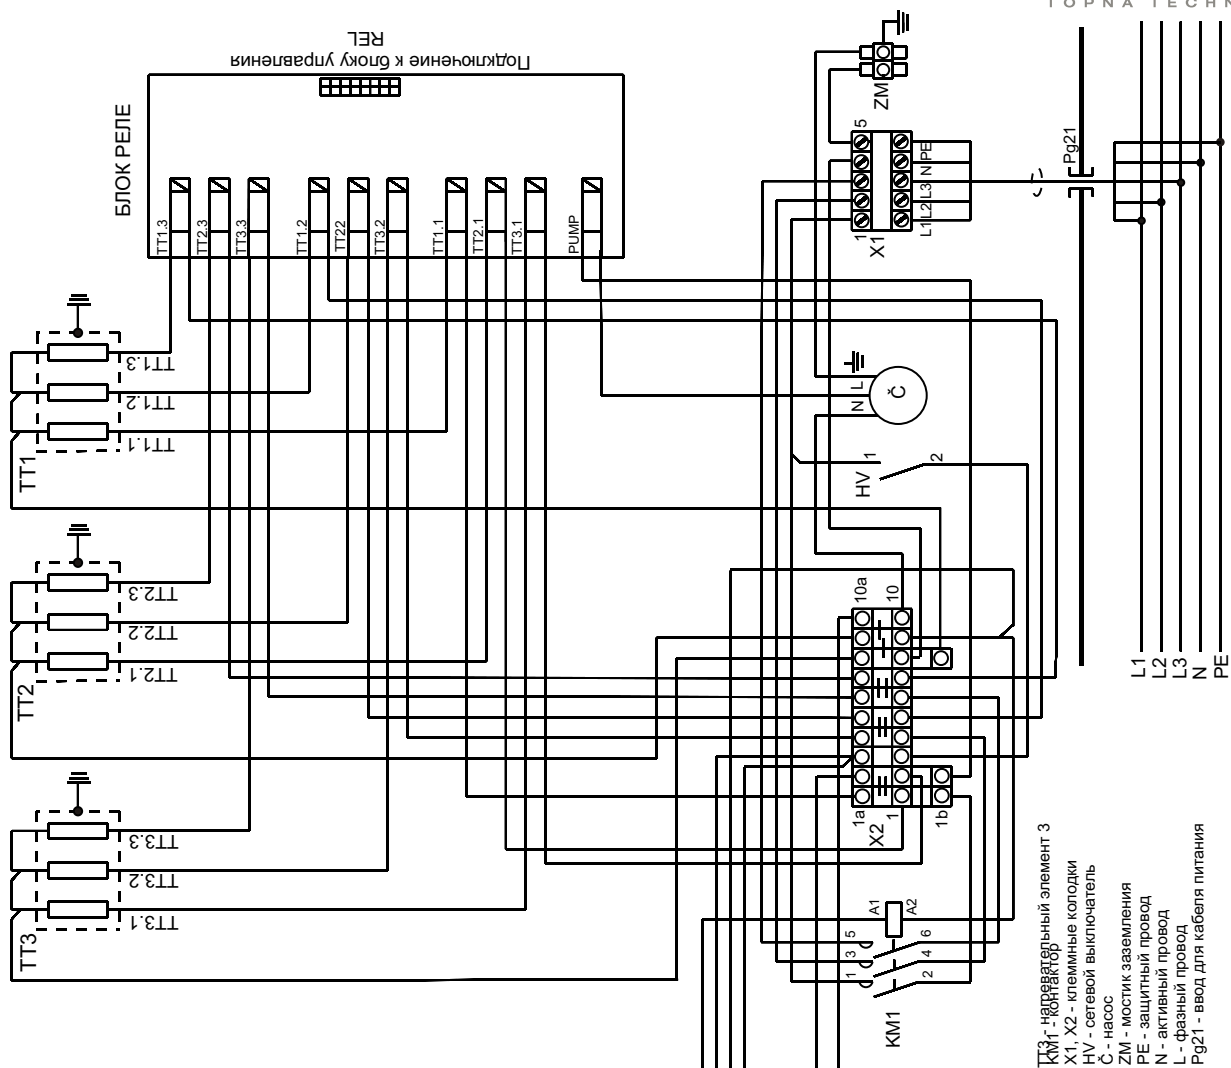 TOPNA TECHN
Подключение к блоку управления
REL
БЛОК РЕЛЕ
TT1.3
TT2.3
TT3.3
TT1.2
TT22
TT3.2
TT1.1
TT2.1
TT3.1
PUMP
ZM
1
5
X1
L1
L2
L3
N
PE
Pg21
TT1.3
TT1.2
TT1.1
TT1
N
L
Č
HV
1
2
TT2.3
TT2.2
TT2.1
TT2
10a
10
1a
1
1b
X2
L1
L2
L3
N
PE
TT3.3
TT3.2
TT3.1
TT3
A1
A2
5
3
1
6
4
2
KM1
TT3 - нагревательный элемент 3
KM1 - контактор
X1, X2 - клеммные колодки
HV - сетевой выключатель
Č - насос
ZM - мостик заземления
PE - защитный провод
N - активный провод
L - фазный провод
Pg21 - ввод для кабеля питания